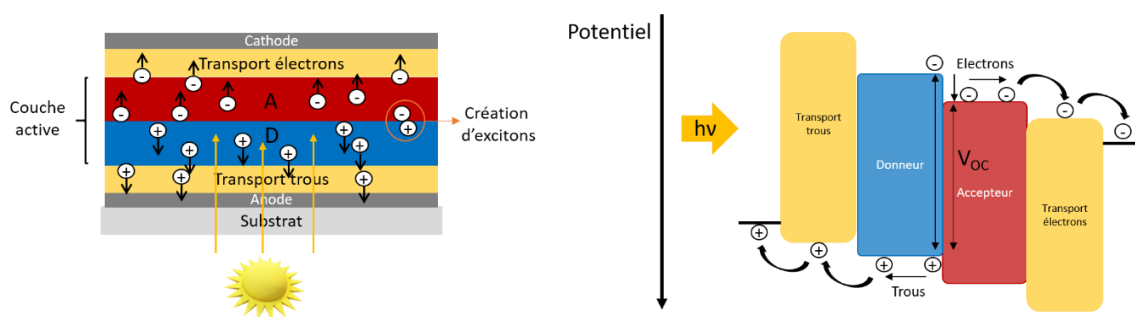 Cathode
Transport électrons
Couche
active
A
D
Création
d'excitons
Transport trous
Anode
Substrat
Potentiel
hν
Electrons
Transport
trous
Donneur
V_OC
Accepteur
Transport
électrons
Trous